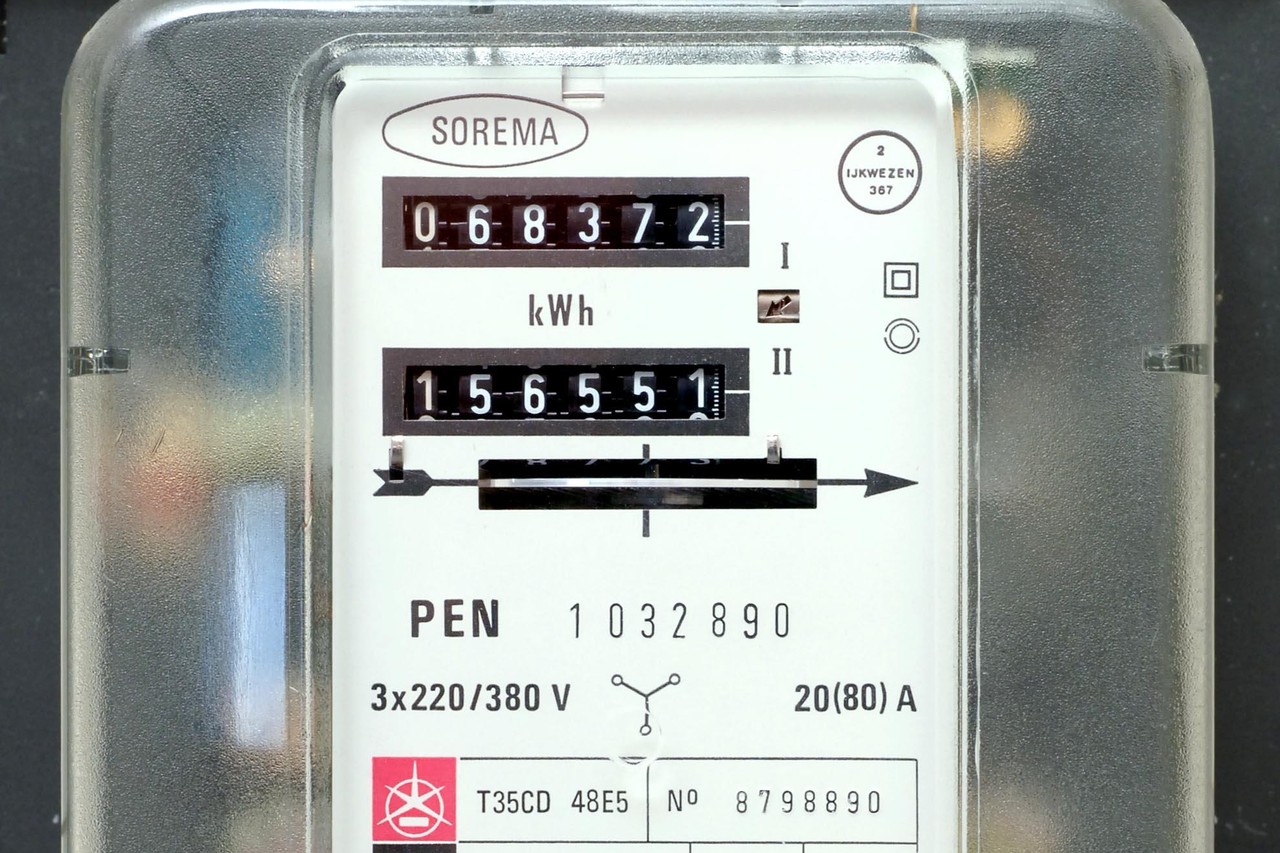 SOREMA
2
IJKWEZEN
367
068372
I
kWh
II
156551
PEN 1032890
3x220/380 V 20(80) A
T35CD 48E5 Nº 8798890